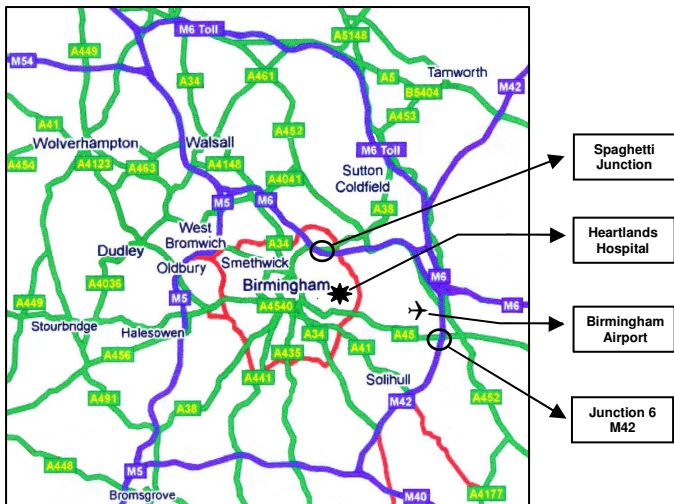 M6 Toll
A5148
A449
M54
A34
A461
A5
Tamworth
B5404
M42
A41
A452
A453
Wolverhampton
Walsall
M6 Toll
A454
A4123
A463
A4148
Sutton
Coldfield
A4041
M5
M6
A38
West
Bromwich
A34
Dudley
Smethwick
Oldbury
M6
A4036
Birmingham
M5
A4540
M6
A449
Stourbridge
Halesowen
A34
A45
A456
A435
A41
A441
Solihull
A491
A38
M42
A452
A448
M5
Bromsgrove
M40
A4177
Spaghetti
Junction
Heartlands
Hospital
Birmingham
Airport
Junction 6
M42